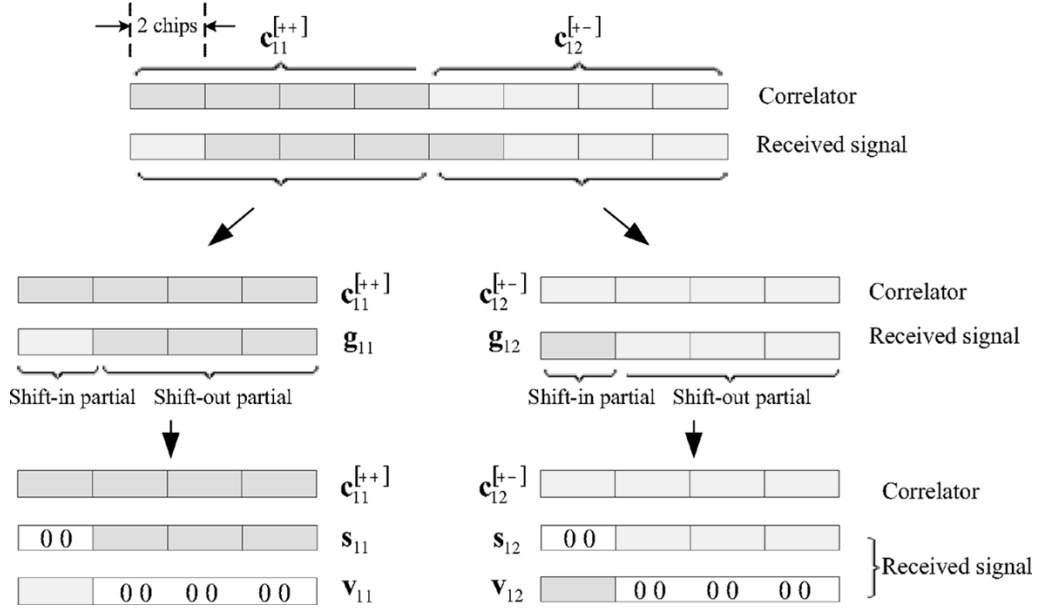 2 chips
c₁₁^[++] c₁₂^[+−]
Correlator
Received signal
c₁₁^[++] c₁₂^[+−] Correlator
g₁₁ g₁₂ Received signal
Shift-in partial Shift-out partial Shift-in partial Shift-out partial
c₁₁^[++] c₁₂^[+−] Correlator
0 0 s₁₁ s₁₂ 0 0
Received signal
0 0 0 0 0 0 v₁₁ v₁₂ 0 0 0 0 0 0